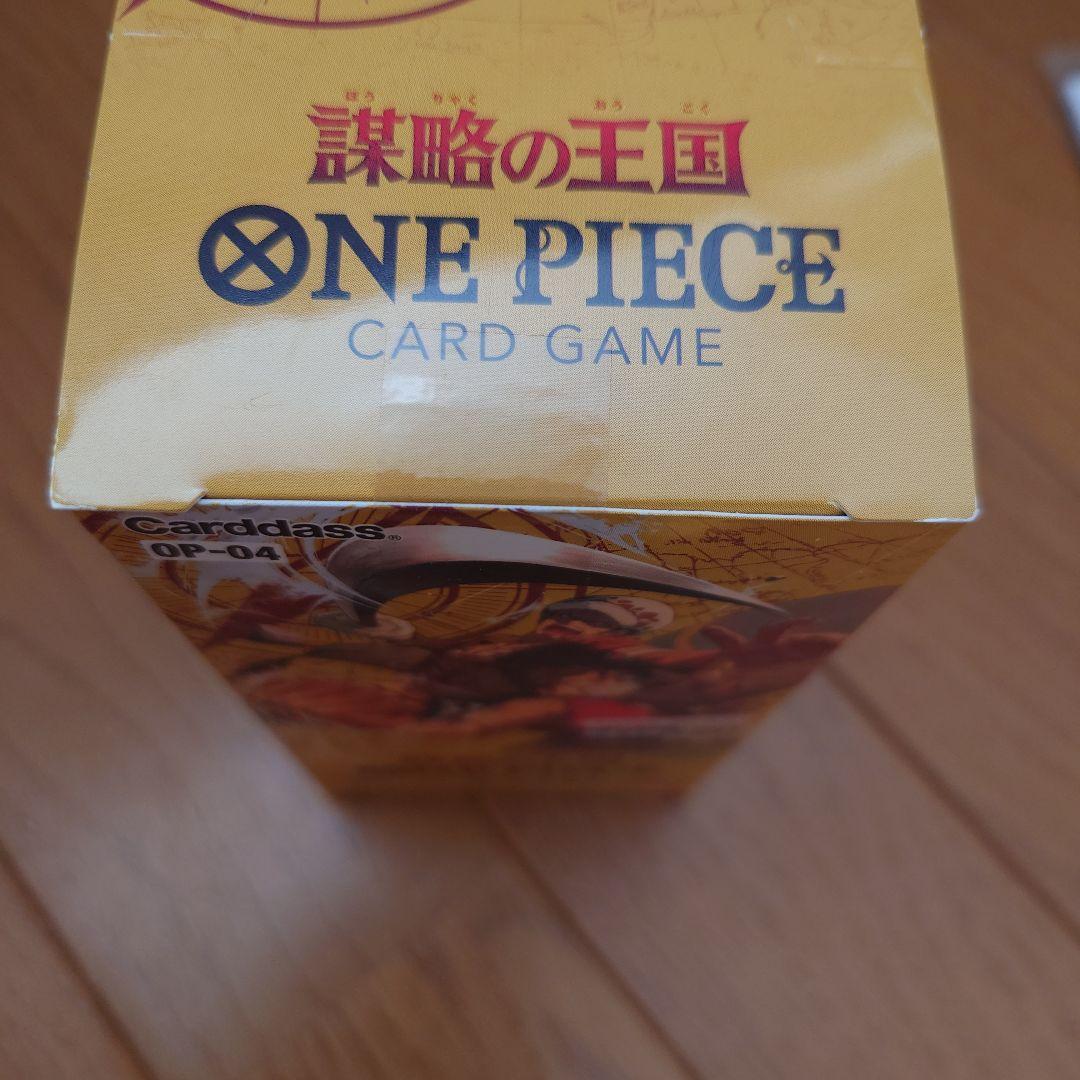 ぼう りゃく おう こく
謀略の王国
ONE PIECE
CARD GAME
Carddass®
OP-04